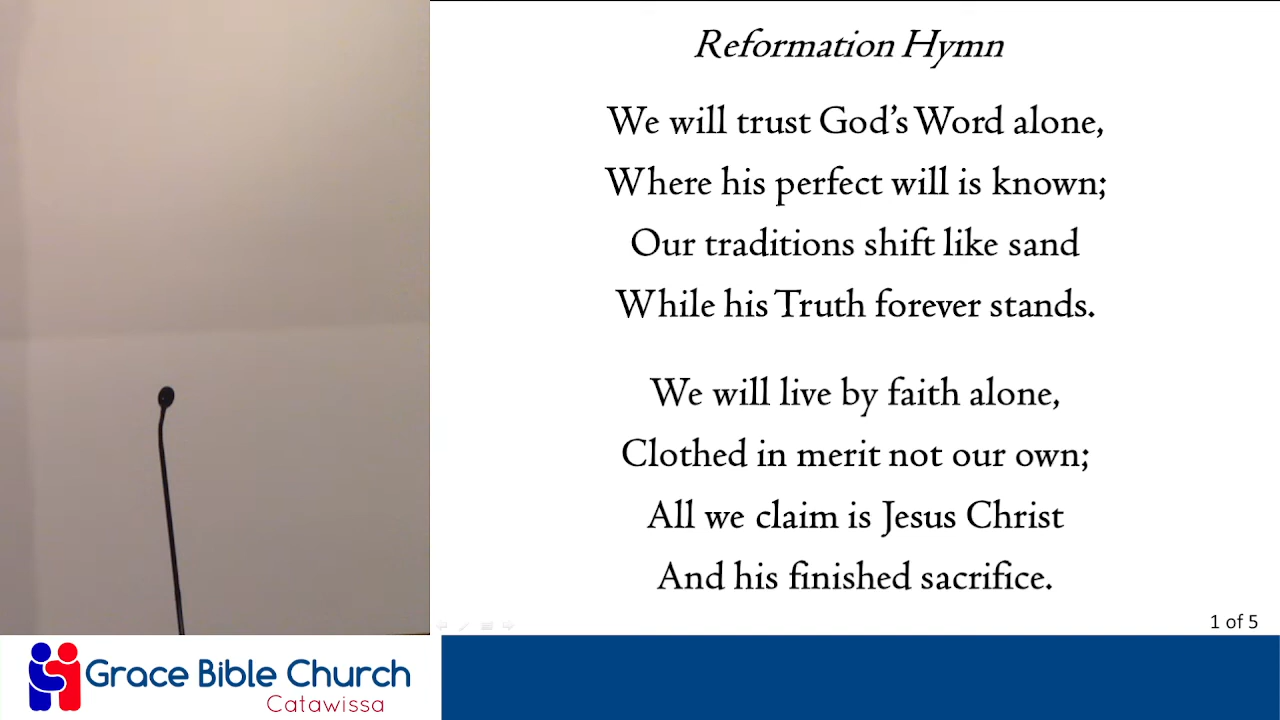 Reformation Hymn
We will trust God's Word alone,
Where his perfect will is known;
Our traditions shift like sand
While his Truth forever stands.
We will live by faith alone,
Clothed in merit not our own;
All we claim is Jesus Christ
And his finished sacrifice.
1 of 5
Grace Bible Church
Catawissa